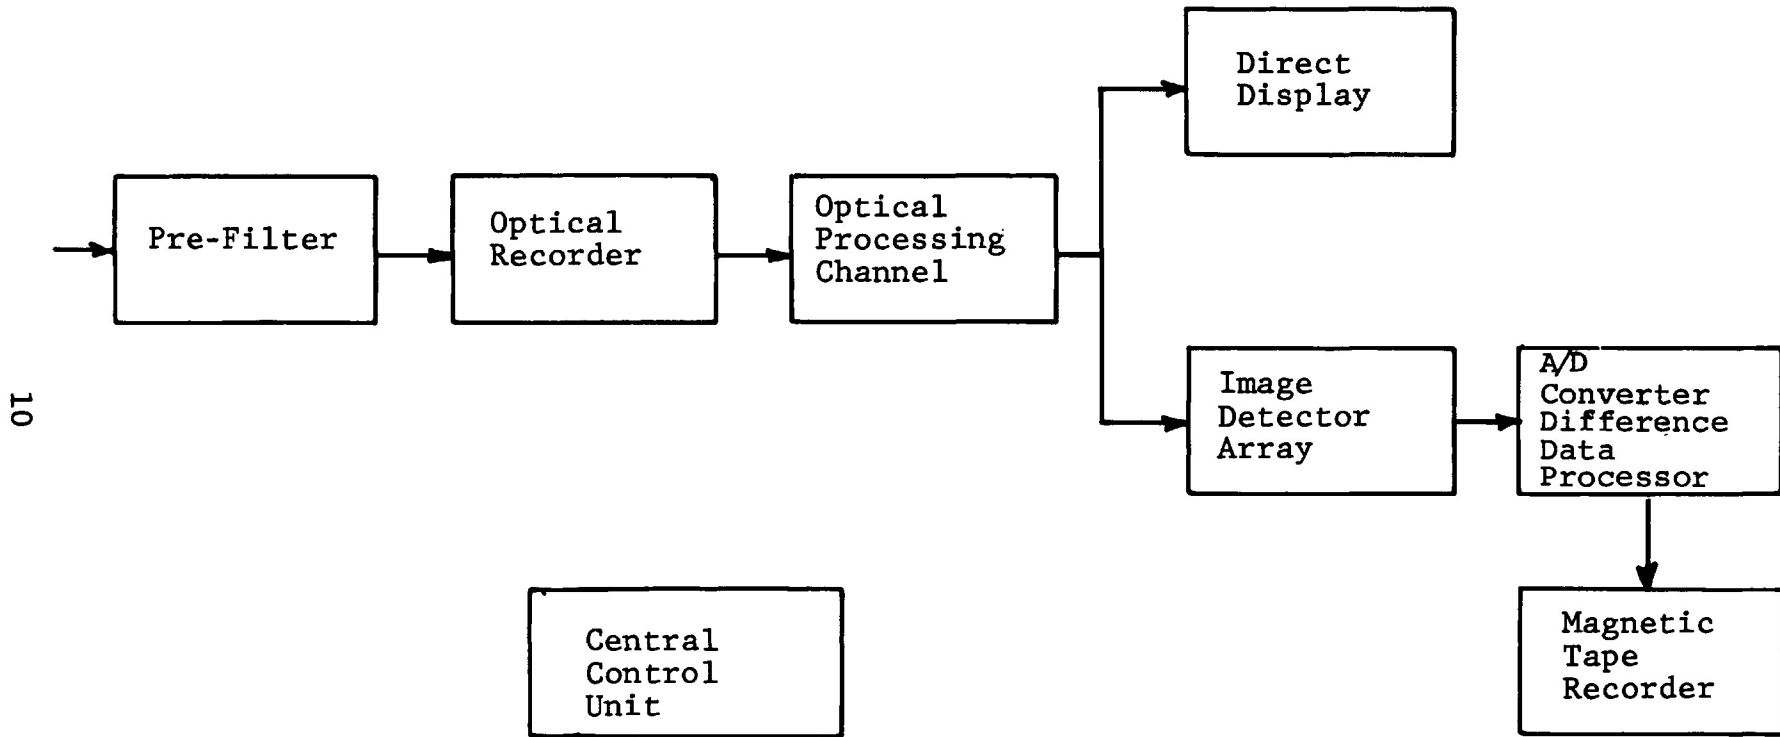 Direct
Display
Pre-Filter
Optical
Recorder
Optical
Processing
Channel
Image
Detector
Array
A/D
Converter
Difference
Data
Processor
10
Central
Control
Unit
Magnetic
Tape
Recorder